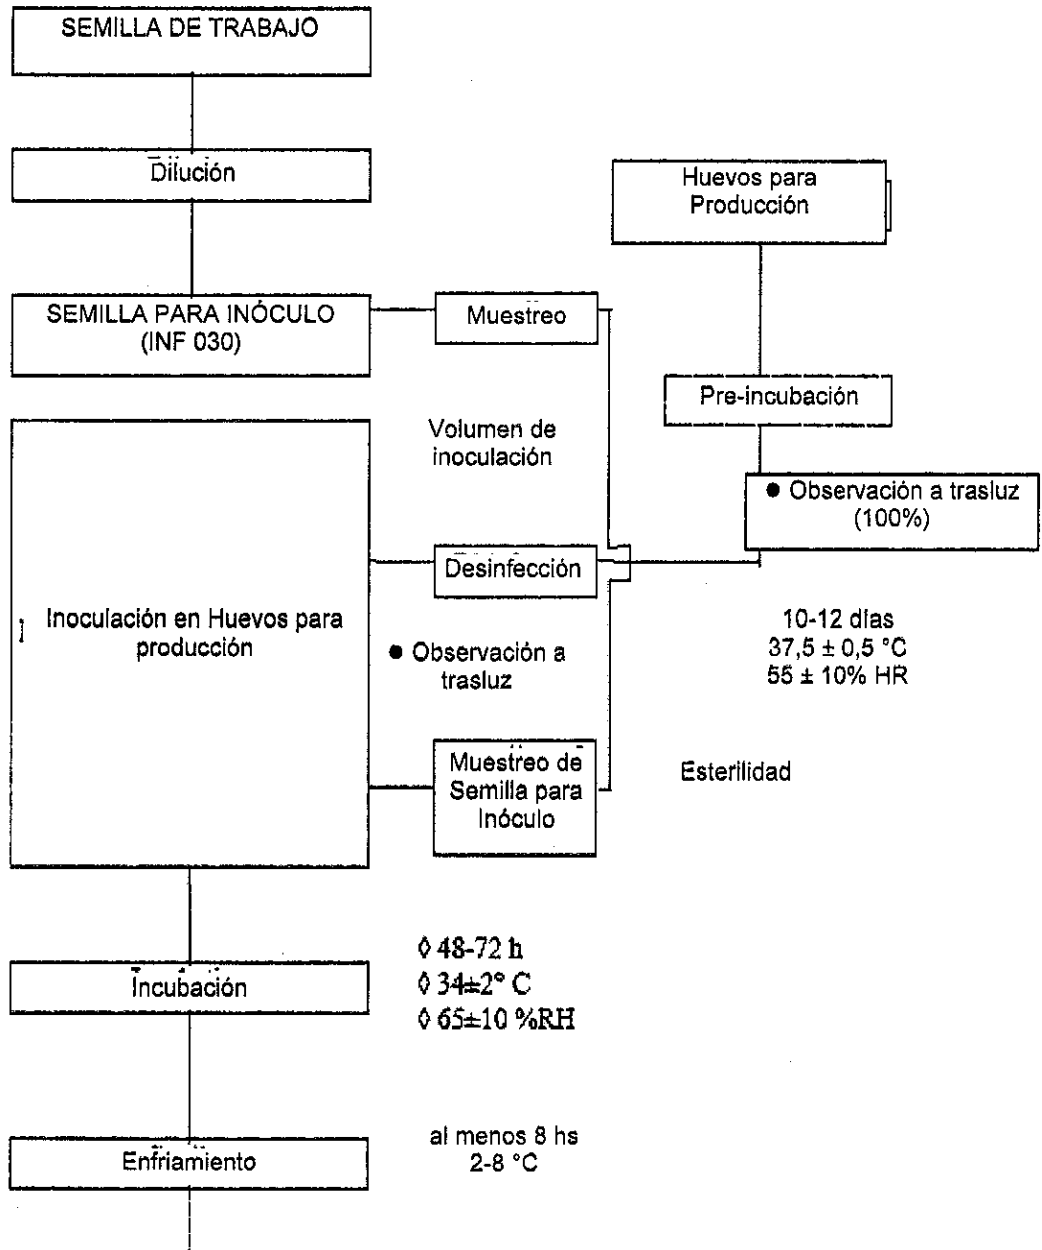 SEMILLA DE TRABAJO
Dilución
Huevos para
Producción
SEMILLA PARA INÓCULO
(INF 030)
Muestreo
Pre-incubación
Volumen de
inoculación
● Observación a trasluz
(100%)
Desinfección
Inoculación en Huevos para
producción
● Observación a
trasluz
10-12 días
37,5 ± 0,5 °C
55 ± 10% HR
Muestreo de
Semilla para
Inóculo
Esterilidad
Incubación
◊ 48-72 h
◊ 34±2° C
◊ 65±10 %RH
Enfriamiento
al menos 8 hs
2-8 °C